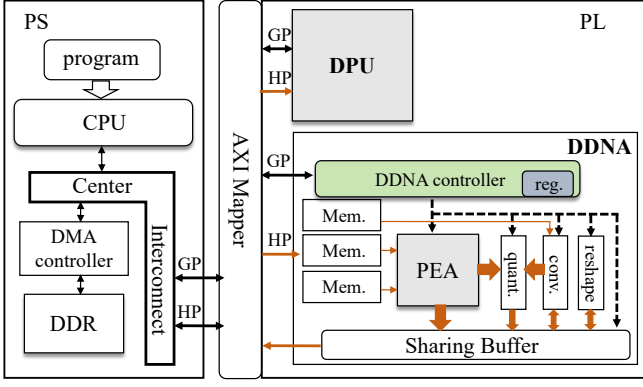 PS
program
CPU
Center
Interconnect
DMA
controller
DDR
GP
HP
AXI Mapper
PL
GP
HP
DPU
DDNA
GP
DDNA controller
reg.
HP
Mem.
Mem.
Mem.
PEA
quant.
conv.
reshape
Sharing Buffer